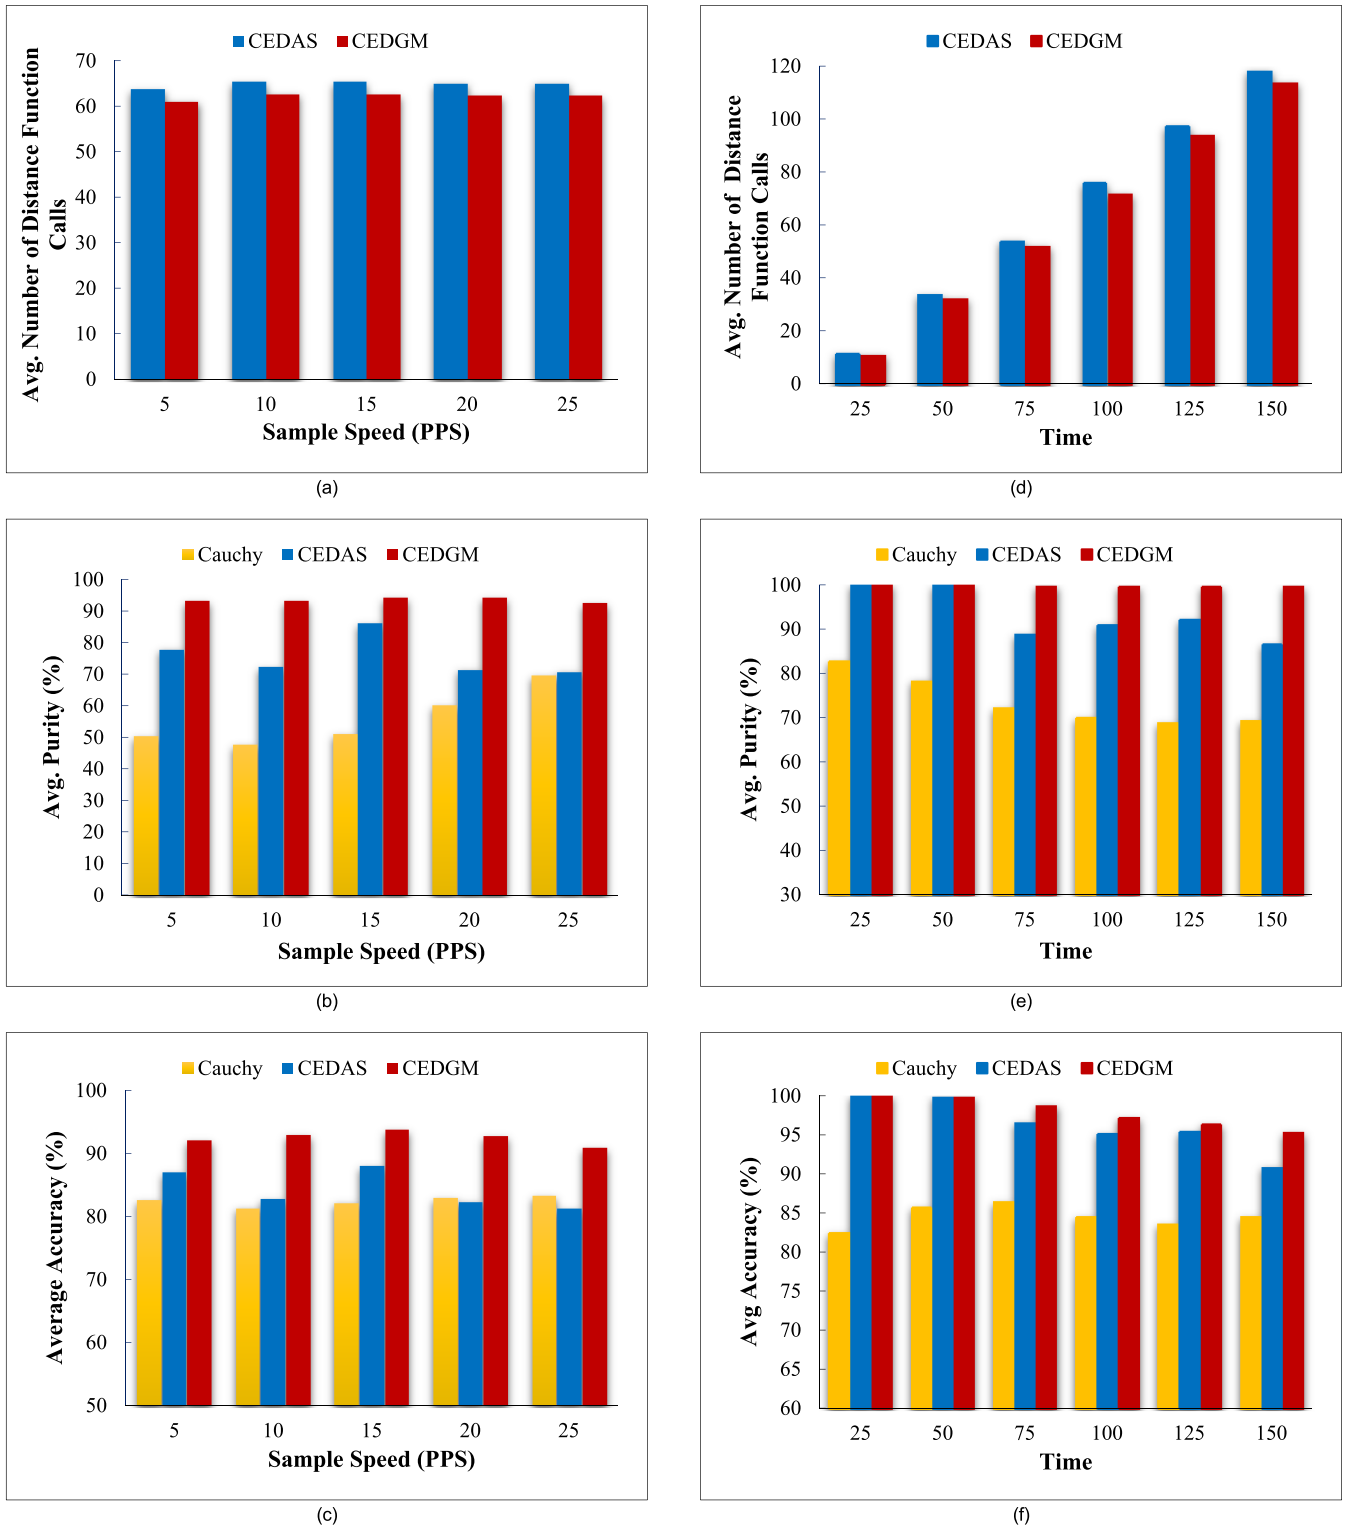 CEDAS CEDGM
Avg. Number of Distance Function
Calls
70
60
50
40
30
20
10
0
5 10 15 20 25
Sample Speed (PPS)
(a)
CEDAS CEDGM
Avg. Number of Distance
Function Calls
120
100
80
60
40
20
0
25 50 75 100 125 150
Time
(d)
Cauchy CEDAS CEDGM
Avg. Purity (%)
100
90
80
70
60
50
40
30
20
10
0
5 10 15 20 25
Sample Speed (PPS)
(b)
Cauchy CEDAS CEDGM
Avg. Purity (%)
100
90
80
70
60
50
40
30
25 50 75 100 125 150
Time
(e)
Cauchy CEDAS CEDGM
Average Accuracy (%)
100
90
80
70
60
50
5 10 15 20 25
Sample Speed (PPS)
(c)
Cauchy CEDAS CEDGM
Avg Accuracy (%)
100
95
90
85
80
75
70
65
60
25 50 75 100 125 150
Time
(f)